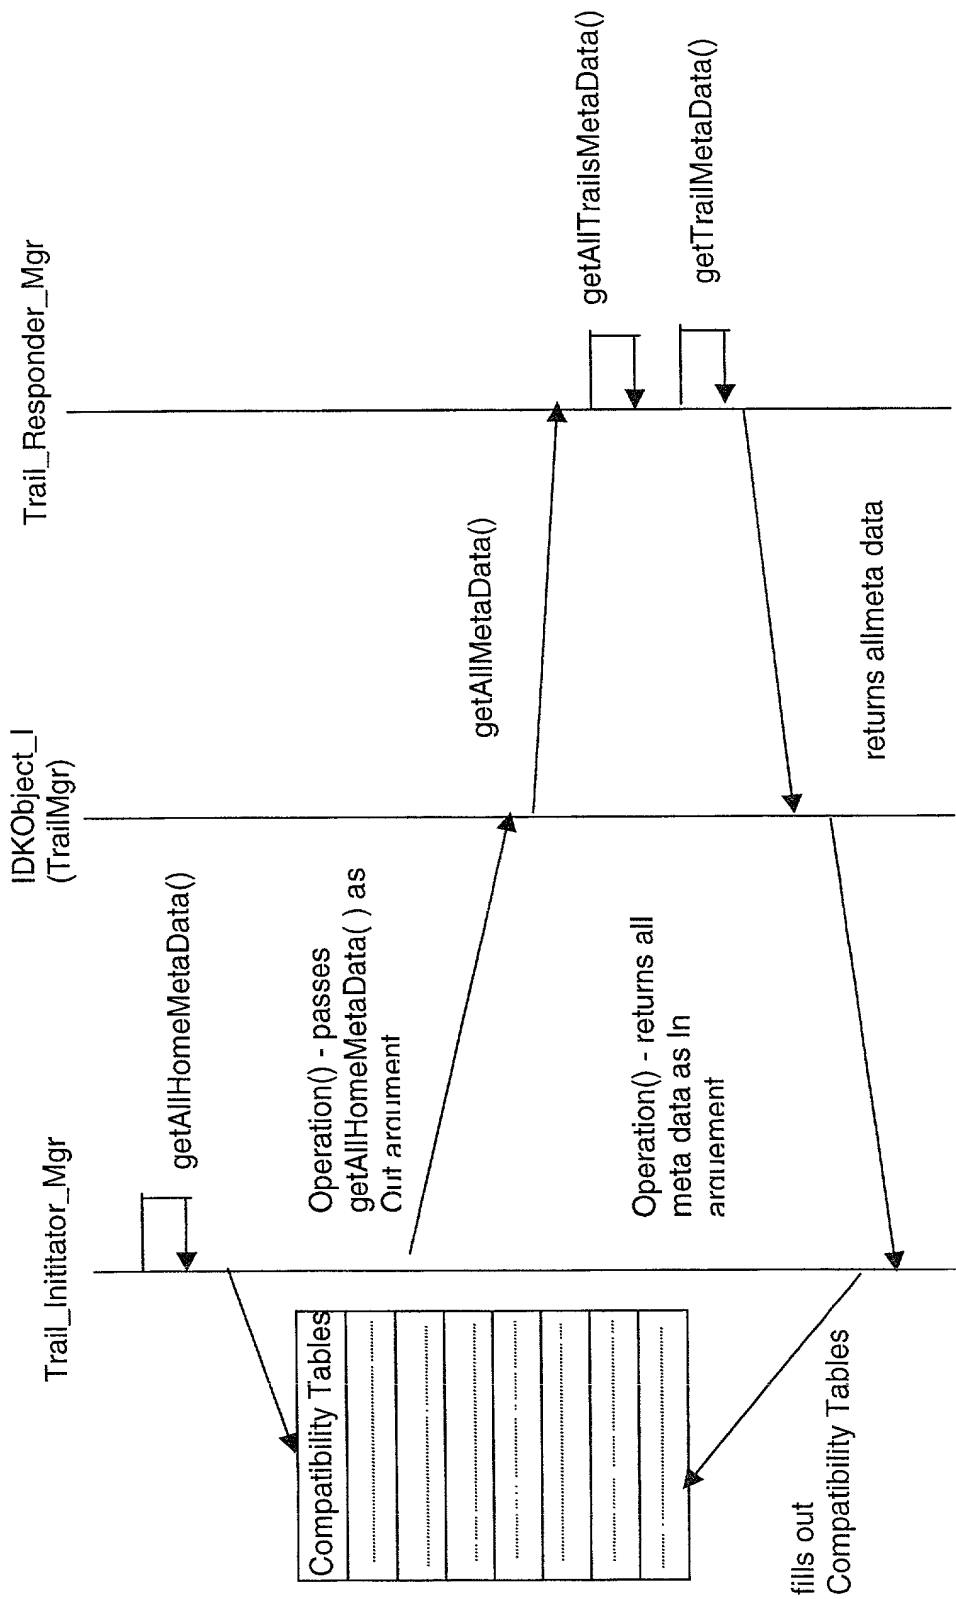 Trail_Inititator_Mgr
IDKObject_I
(TrailMgr)
Trail_Responder_Mgr
getAllHomeMetaData()
Compatibility Tables
Operation() - passes
getAllHomeMetaData( ) as
Out argument
getAllMetaData()
getAllTrailsMetaData()
getTrailMetaData()
Operation() - returns all
meta data as In
arguement
returns allmeta data
fills out
Compatibility Tables